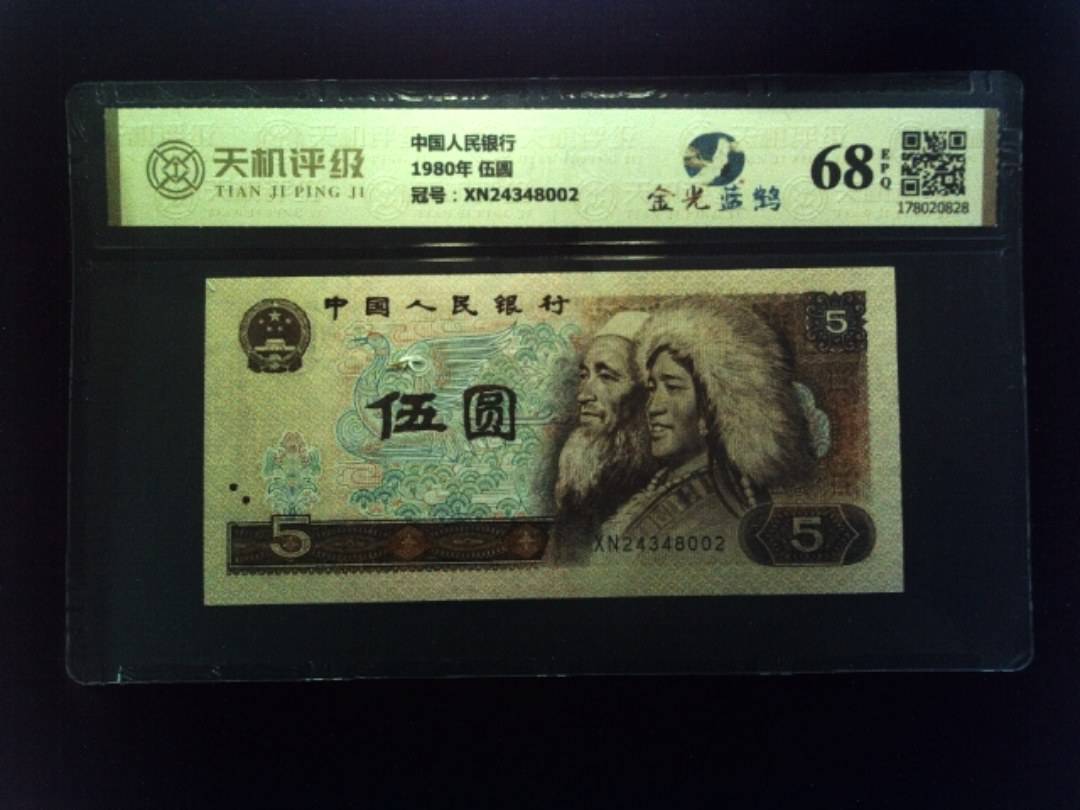 天机评级
TIAN JI PING JI
中国人民银行
1980年 伍圆
冠号：XN24348002
金光蓝鹤
68
EPQ
178020828
中国人民银行
5
伍圆
5
XN24348002
5